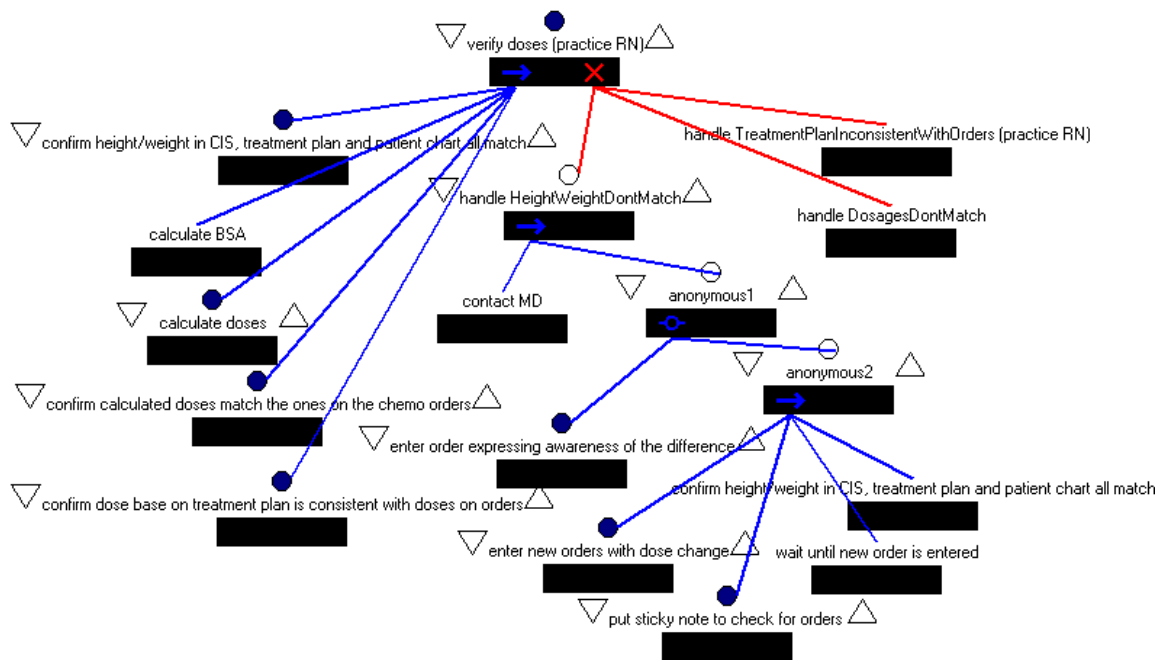 verify doses (practice RN)
confirm height/weight in CIS, treatment plan and patient chart all match
handle TreatmentPlanInconsistentWithOrders (practice RN)
handle HeightWeightDontMatch
handle DosagesDontMatch
calculate BSA
contact MD
anonymous1
calculate doses
anonymous2
confirm calculated doses match the ones on the chemo orders
enter order expressing awareness of the difference
confirm height/weight in CIS, treatment plan and patient chart all match
confirm dose base on treatment plan is consistent with doses on orders
enter new orders with dose change
wait until new order is entered
put sticky note to check for orders